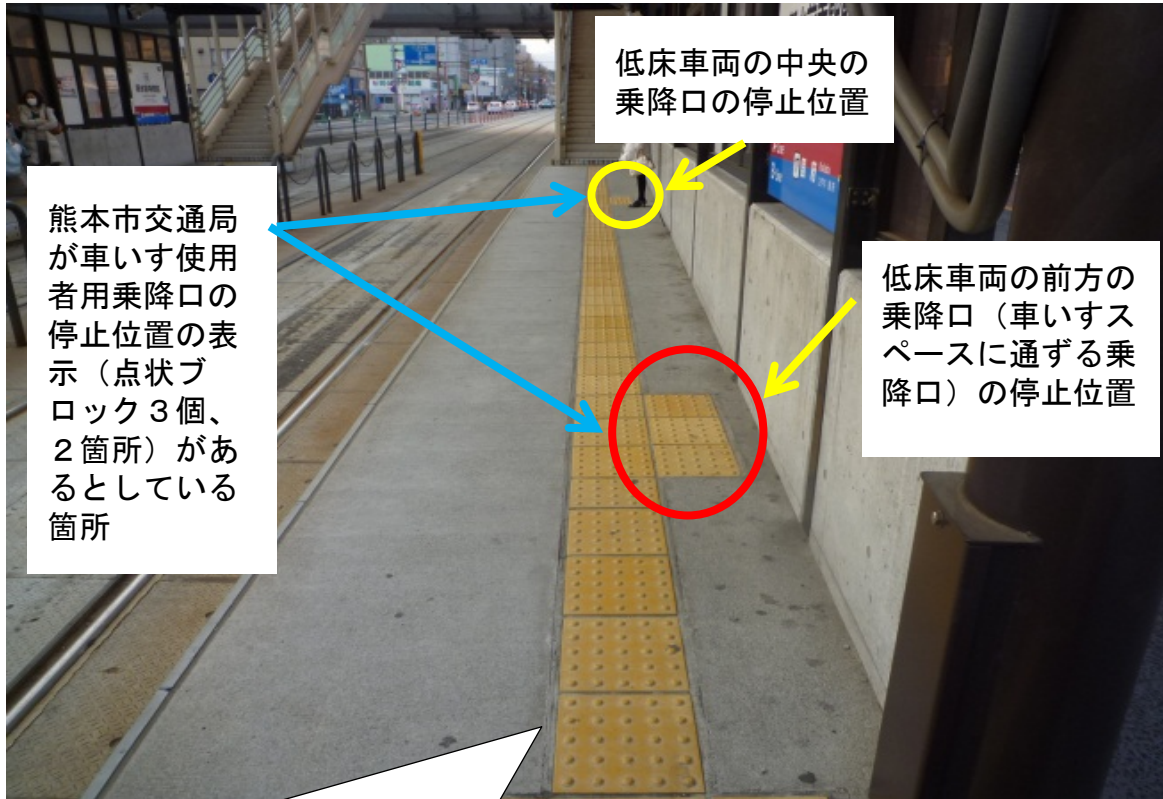 低床車両の中央の
乗降口の停止位置
熊本市交通局
が車いす使用
者用乗降口の
停止位置の表
示（点状ブ
ロック３個、
２箇所）があ
るとしている
箇所
低床車両の前方の
乗降口（車いすス
ペースに通ずる乗
降口）の停止位置